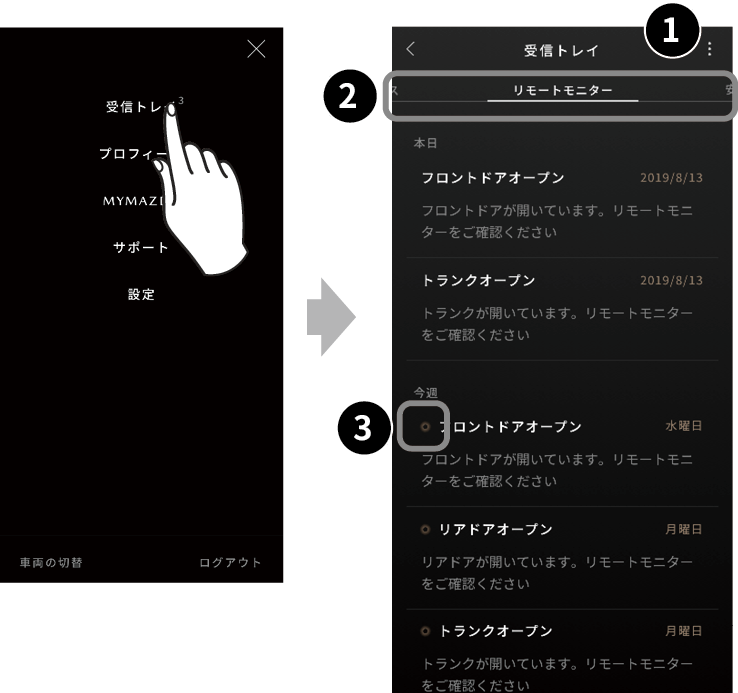 受信トレイ 3
プロフィー
MYMAZD
サポート
設定
車両の切替
ログアウト
1
受信トレイ
2
ス
リモートモニター
安
本日
フロントドアオープン 2019/8/13
フロントドアが開いています。リモートモニ
ターをご確認ください
トランクオープン 2019/8/13
トランクが開いています。リモートモニター
をご確認ください
今週
3
フロントドアオープン 水曜日
フロントドアが開いています。リモートモニ
ターをご確認ください
リアドアオープン 月曜日
リアドアが開いています。リモートモニター
をご確認ください
トランクオープン 月曜日
トランクが開いています。リモートモニター
をご確認ください